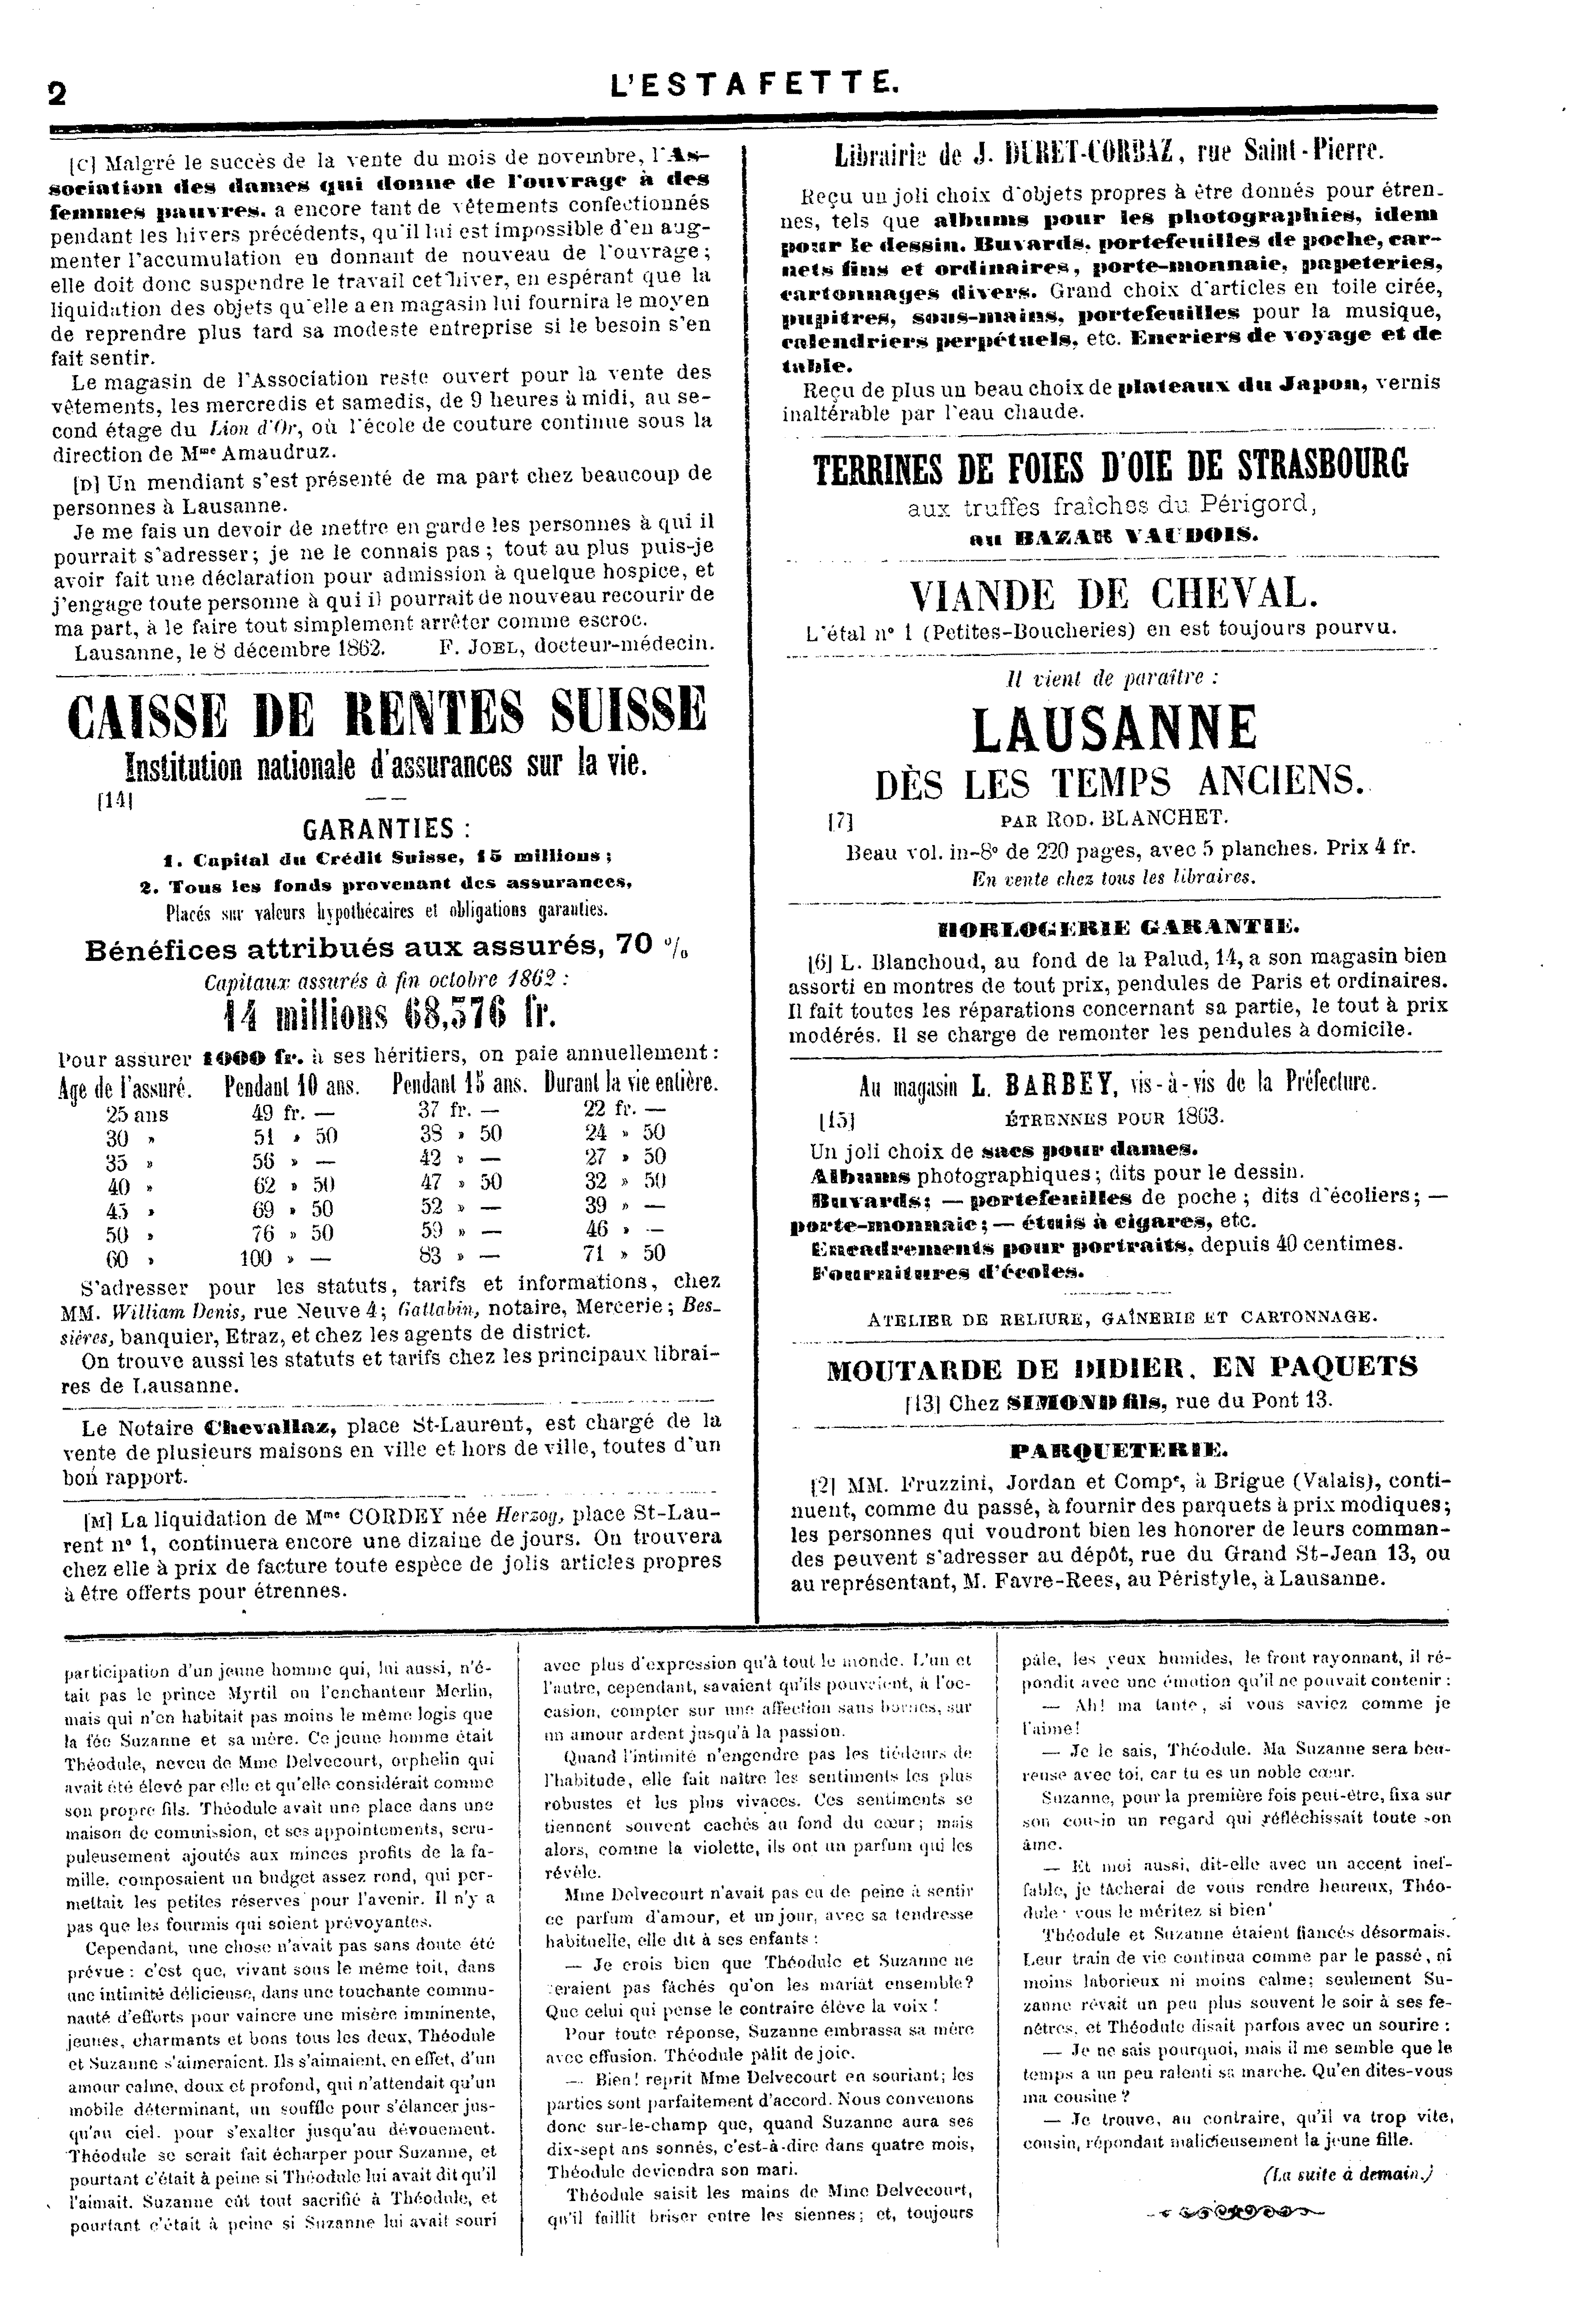 2
L'ESTAFETTE.
[C] Malgré le succès de la vente du mois de novembre, l'As-
sociation des dames qui donne de l'ouvrage à des
femmes pauvres, a encore tant de vêtements confectionnés
pendant les hivers précédents, qu'il lui est impossible d'en aug-
menter l'accumulation en donnant de nouveau de l'ouvrage;
elle doit donc suspendre le travail cet hiver, en espérant que la
liquidation des objets qu'elle a en magasin lui fournira le moyen
de reprendre plus tard sa modeste entreprise si le besoin s'en
fait sentir.
Le magasin de l'Association reste ouvert pour la vente des
vêtements, les mercredis et samedis, de 9 heures à midi, au se-
cond étage du Lion d'Or, où l'école de couture continue sous la
direction de Mme Amaudruz.
[D] Un mendiant s'est présenté de ma part chez beaucoup de
personnes à Lausanne.
Je me fais un devoir de mettre en garde les personnes à qui il
pourrait s'adresser; je ne le connais pas; tout au plus puis-je
avoir fait une déclaration pour admission à quelque hospice, et
j'engage toute personne à qui il pourrait de nouveau recourir de
ma part, à le faire tout simplement arrêter comme escroc.
Lausanne, le 8 décembre 1862. F. JOEL, docteur-médecin.
CAISSE DE RENTES SUISSE
Institution nationale d'assurances sur la vie.
[14]
GARANTIES :
1. Capital du Crédit Suisse, 15 millions;
2. Tous les fonds provenant des assurances,
Placés sur valeurs hypothécaires et obligations garanties.
Bénéfices attribués aux assurés, 70 %
Capitaux assurés à fin octobre 1862 :
14 millions 68,576 fr.
Pour assurer 1000 fr. à ses héritiers, on paie annuellement :
Age de l'assuré. Pendant 10 ans. Pendant 15 ans. Durant la vie entière.
25 ans 49 fr. — 37 fr. — 22 fr. —
30 » 51 » 50 38 » 50 24 » 50
35 » 56 » — 42 » — 27 » 50
40 » 62 » 50 47 » 50 32 » 50
45 » 69 » 50 52 » — 39 » —
50 » 76 » 50 59 » — 46 » —
60 » 100 » — 83 » — 71 » 50
S'adresser pour les statuts, tarifs et informations, chez
MM. William Denis, rue Neuve 4; Gattabin, notaire, Mercerie; Bes-
sières, banquier, Etraz, et chez les agents de district.
On trouve aussi les statuts et tarifs chez les principaux librai-
res de Lausanne.
Le Notaire Chevallaz, place St-Laurent, est chargé de la
vente de plusieurs maisons en ville et hors de ville, toutes d'un
bon rapport.
[M] La liquidation de Mme CORDEY née Herzog, place St-Lau-
rent n° 1, continuera encore une dizaine de jours. On trouvera
chez elle à prix de facture toute espèce de jolis articles propres
à être offerts pour étrennes.
Librairie de J. DURET-CORBAZ, rue Saint-Pierre.
Reçu un joli choix d'objets propres à être donnés pour étren-
nes, tels que albums pour les photographies, idem
pour le dessin. Buvards, portefeuilles de poche, car-
nets fins et ordinaires, porte-monnaie, papeteries,
cartonnages divers. Grand choix d'articles en toile cirée,
pupitres, sous-mains, portefeuilles pour la musique,
calendriers perpétuels, etc. Encriers de voyage et de
table.
Reçu de plus un beau choix de plateaux du Japon, vernis
inaltérable par l'eau chaude.
TERRINES DE FOIES D'OIE DE STRASBOURG
aux truffes fraîches du Périgord,
au BAZAR VAUDOIS.
VIANDE DE CHEVAL.
L'étal n° 1 (Petites-Boucheries) en est toujours pourvu.
Il vient de paraître :
LAUSANNE
DÈS LES TEMPS ANCIENS.
[7] PAR ROD. BLANCHET.
Beau vol. in-8° de 220 pages, avec 5 planches. Prix 4 fr.
En vente chez tous les libraires.
HORLOGERIE GARANTIE.
[6] L. Blanchoud, au fond de la Palud, 14, a son magasin bien
assorti en montres de tout prix, pendules de Paris et ordinaires.
Il fait toutes les réparations concernant sa partie, le tout à prix
modérés. Il se charge de remonter les pendules à domicile.
Au magasin L. BARBEY, vis-à-vis de la Préfecture.
[15] ÉTRENNES POUR 1863.
Un joli choix de sacs pour dames.
Albums photographiques; dits pour le dessin.
Buvards; — portefeuilles de poche; dits d'écoliers; —
porte-monnaie; — étuis à cigares, etc.
Encadrements pour portraits, depuis 40 centimes.
Fournitures d'écoles.
ATELIER DE RELIURE, GAÎNERIE ET CARTONNAGE.
MOUTARDE DE DIDIER, EN PAQUETS
[13] Chez SIMOND fils, rue du Pont 13.
PARQUETERIE.
[2] MM. Fruzzini, Jordan et Compe, à Brigue (Valais), conti-
nuent, comme du passé, à fournir des parquets à prix modiques;
les personnes qui voudront bien les honorer de leurs comman-
des peuvent s'adresser au dépôt, rue du Grand St-Jean 13, ou
au représentant, M. Favre-Rees, au Péristyle, à Lausanne.
participation d'un jeune homme qui, lui aussi, n'é-
tait pas le prince Myrtil ou l'enchanteur Merlin,
mais qui n'en habitait pas moins le même logis que
la fée Suzanne et sa mère. Ce jeune homme était
Théodule, neveu de Mme Delvecourt, orphelin qui
avait été élevé par elle et qu'elle considérait comme
son propre fils. Théodule avait une place dans une
maison de commission, et ses appointements, scru-
puleusement ajoutés aux minces profits de la fa-
mille, composaient un budget assez rond, qui per-
mettait les petites réserves pour l'avenir. Il n'y a
pas que les fourmis qui soient prévoyantes.
Cependant, une chose n'avait pas sans doute été
prévue : c'est que, vivant sous le même toit, dans
une intimité délicieuse, dans une touchante commu-
nauté d'efforts pour vaincre une misère imminente,
jeunes, charmants et bons tous les deux, Théodule
et Suzanne s'aimeraient. Ils s'aimaient, en effet, d'un
amour calme, doux et profond, qui n'attendait qu'un
mobile déterminant, un souffle pour s'élancer jus-
qu'au ciel, pour s'exalter jusqu'au dévouement.
Théodule se serait fait écharper pour Suzanne, et
pourtant c'était à peine si Théodule lui avait dit qu'il
l'aimait. Suzanne eût tout sacrifié à Théodule, et
pourtant c'était à peine si Suzanne lui avait souri
avec plus d'expression qu'à tout le monde. L'un et
l'autre, cependant, savaient qu'ils pouvaient, à l'oc-
casion, compter sur une affection sans bornes, sur
un amour ardent jusqu'à la passion.
Quand l'intimité n'engendre pas les tiédeurs de
l'habitude, elle fait naître les sentiments les plus
robustes et les plus vivaces. Ces sentiments se
tiennent souvent cachés au fond du cœur; mais
alors, comme la violette, ils ont un parfum qui les
révèle.
Mme Delvecourt n'avait pas eu de peine à sentir
ce parfum d'amour, et un jour, avec sa tendresse
habituelle, elle dit à ses enfants :
— Je crois bien que Théodule et Suzanne ne
seraient pas fâchés qu'on les mariât ensemble?
Que celui qui pense le contraire élève la voix!
Pour toute réponse, Suzanne embrassa sa mère
avec effusion. Théodule pâlit de joie.
— Bien! reprit Mme Delvecourt en souriant; les
parties sont parfaitement d'accord. Nous convenons
donc sur-le-champ que, quand Suzanne aura ses
dix-sept ans sonnés, c'est-à-dire dans quatre mois,
Théodule deviendra son mari.
Théodule saisit les mains de Mme Delvecourt,
qu'il faillit briser entre les siennes; et, toujours
pâle, les yeux humides, le front rayonnant, il ré-
pondit avec une émotion qu'il ne pouvait contenir :
— Ah! ma tante, si vous saviez comme je
l'aime!
— Je le sais, Théodule. Ma Suzanne sera heu-
reuse avec toi, car tu es un noble cœur.
Suzanne, pour la première fois peut-être, fixa sur
son cousin un regard qui réfléchissait toute son
âme.
— Et moi aussi, dit-elle avec un accent inef-
fable, je tâcherai de vous rendre heureux, Théo-
dule: vous le méritez si bien!
Théodule et Suzanne étaient fiancés désormais.
Leur train de vie continua comme par le passé, ni
moins laborieux ni moins calme; seulement Su-
zanne rêvait un peu plus souvent le soir à ses fe-
nêtres, et Théodule disait parfois avec un sourire :
— Je ne sais pourquoi, mais il me semble que le
temps a un peu ralenti sa marche. Qu'en dites-vous
ma cousine?
— Je trouve, au contraire, qu'il va trop vite,
cousin, répondait malicieusement la jeune fille.
(La suite à demain.)